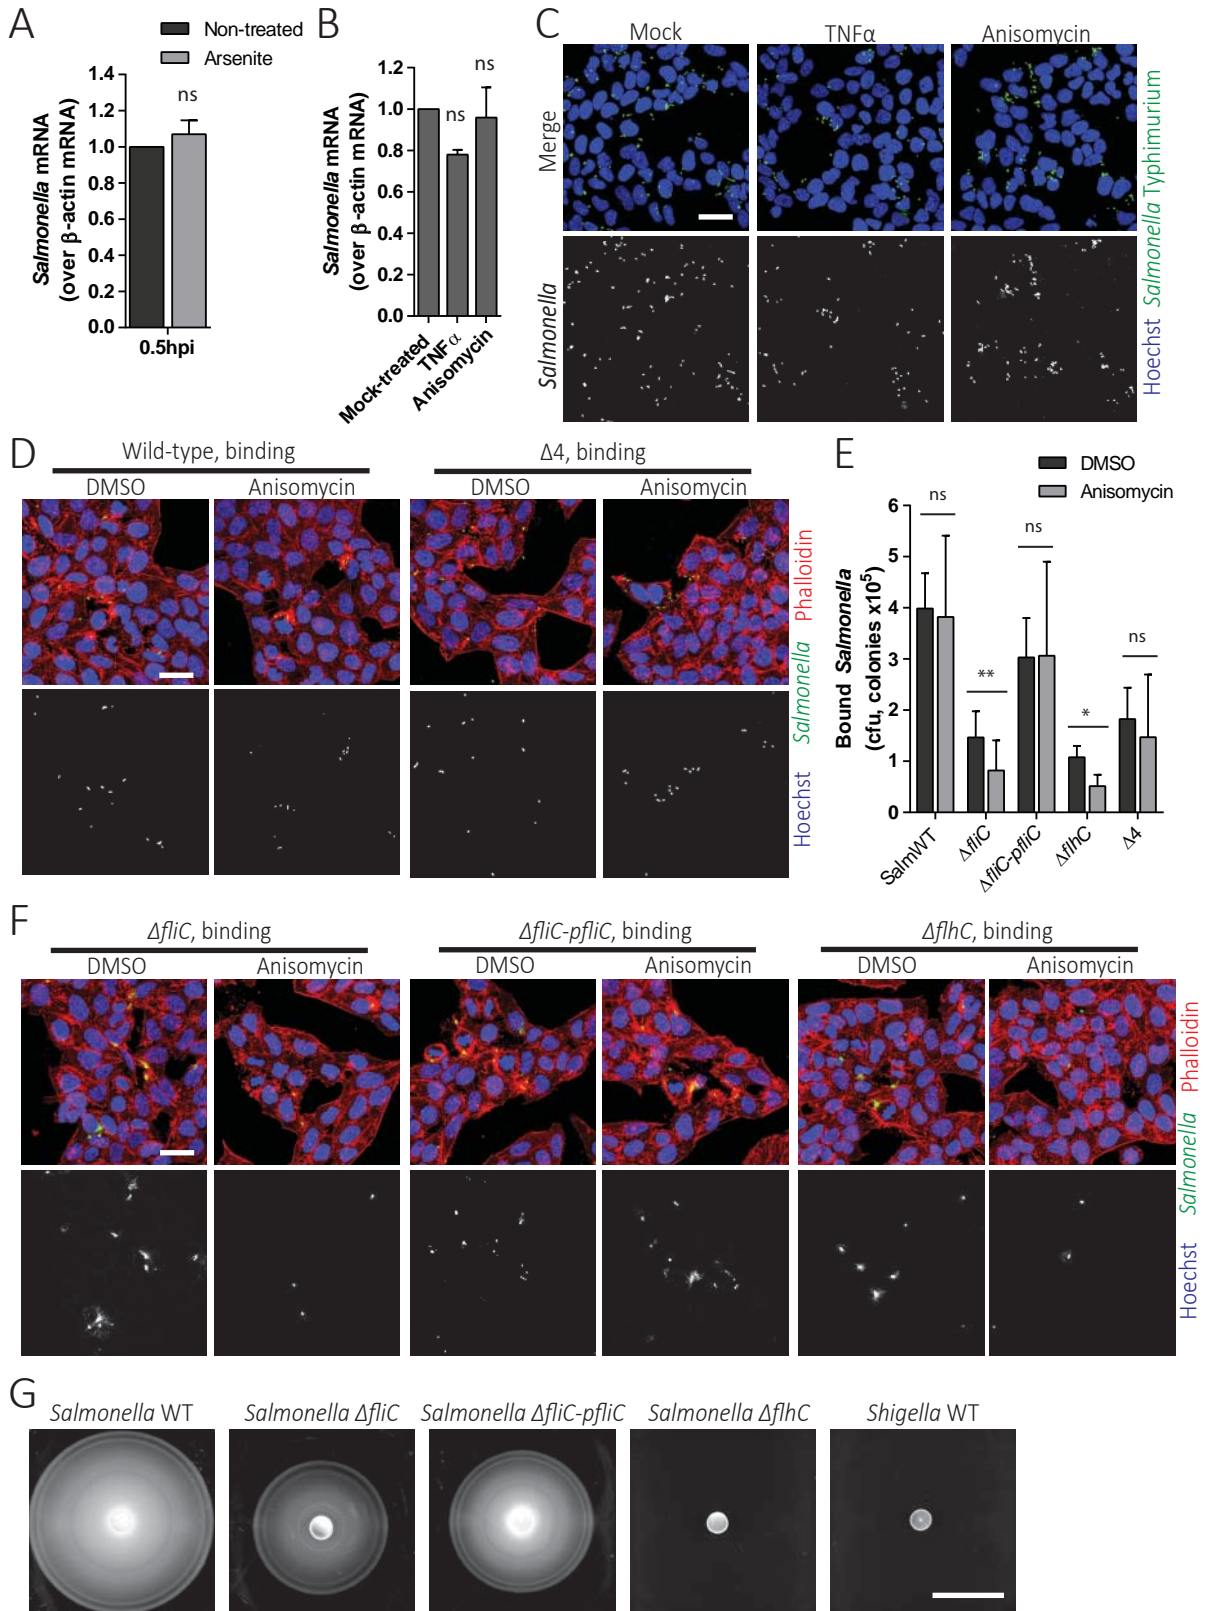 A
Non-treated
Arsenite
Salmonella mRNA
(over β-actin mRNA)
1.4
1.2
1.0
0.8
0.6
0.4
0.2
0.0
ns
0.5hpi
B
Salmonella mRNA
(over β-actin mRNA)
1.2
1.0
0.8
0.6
0.4
0.2
0.0
ns
ns
Mock-treated
TNFα
Anisomycin
C
Mock
TNFα
Anisomycin
Merge
Salmonella
Hoechst Salmonella Typhimurium
D
Wild-type, binding
Δ4, binding
DMSO
Anisomycin
DMSO
Anisomycin
Hoechst Salmonella Phalloidin
E
DMSO
Anisomycin
Bound Salmonella
(cfu, colonies x10⁵)
6
5
4
3
2
1
0
ns
**
ns
*
ns
SalmWT
ΔfliC
ΔfliC-pfliC
ΔflhC
Δ4
F
ΔfliC, binding
ΔfliC-pfliC, binding
ΔflhC, binding
DMSO
Anisomycin
DMSO
Anisomycin
DMSO
Anisomycin
Hoechst Salmonella Phalloidin
G
Salmonella WT
Salmonella ΔfliC
Salmonella ΔfliC-pfliC
Salmonella ΔflhC
Shigella WT